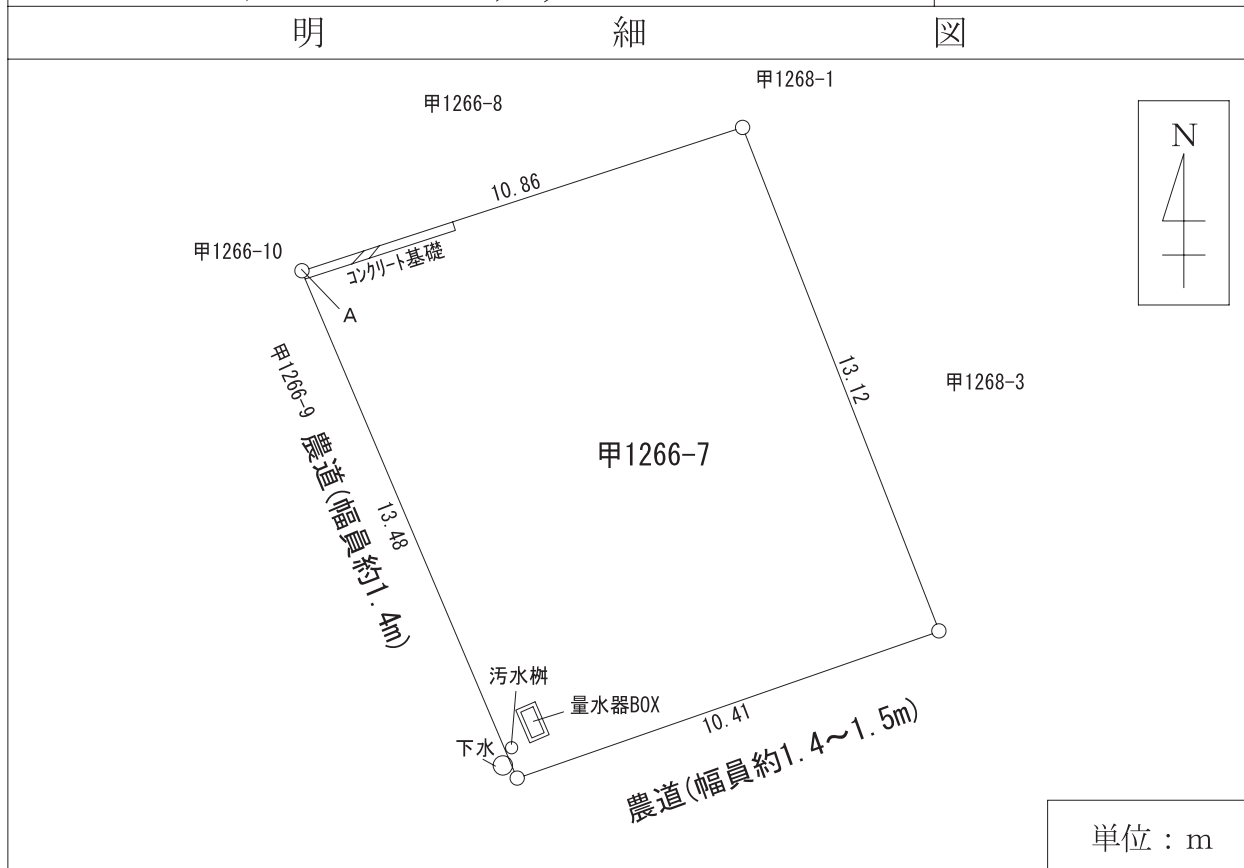 明細図
甲1268-1
甲1266-8
N
10.86
甲1266-10
コンクリート基礎
A
甲1266-9
農道(幅員約1.4m)
13.12
甲1268-3
甲1266-7
13.48
汚水桝
量水器BOX
下水
10.41
農道(幅員約1.4～1.5m)
単位：m